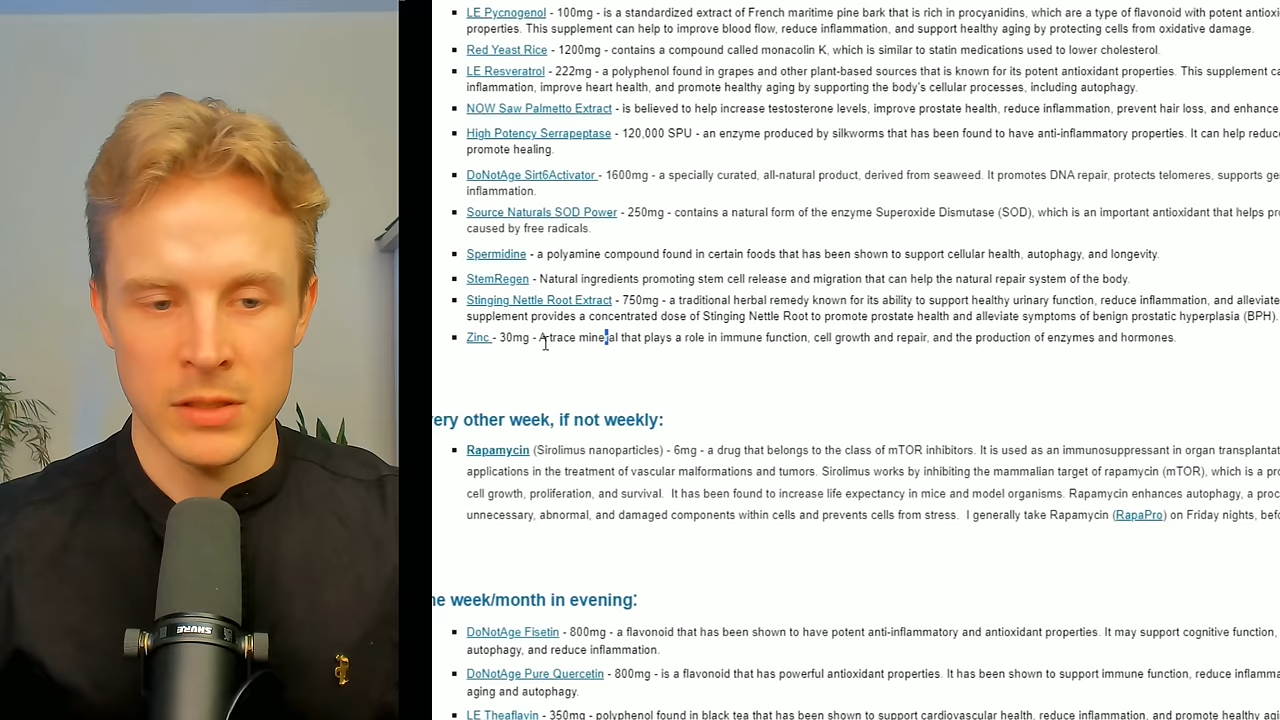 LE Pycnogenol - 100mg - is a standardized extract of French maritime pine bark that is rich in procyanidins, which are a type of flavonoid with potent antioxi
properties. This supplement can help to improve blood flow, reduce inflammation, and support healthy aging by protecting cells from oxidative damage.
Red Yeast Rice - 1200mg - contains a compound called monacolin K, which is similar to statin medications used to lower cholesterol.
LE Resveratrol - 222mg - a polyphenol found in grapes and other plant-based sources that is known for its potent antioxidant properties. This supplement ca
inflammation, improve heart health, and promote healthy aging by supporting the body's cellular processes, including autophagy.
NOW Saw Palmetto Extract - is believed to help increase testosterone levels, improve prostate health, reduce inflammation, prevent hair loss, and enhance
High Potency Serrapeptase - 120,000 SPU - an enzyme produced by silkworms that has been found to have anti-inflammatory properties. It can help reduce
promote healing.
DoNotAge Sirt6Activator - 1600mg - a specially curated, all-natural product, derived from seaweed. It promotes DNA repair, protects telomeres, supports ge
inflammation.
Source Naturals SOD Power - 250mg - contains a natural form of the enzyme Superoxide Dismutase (SOD), which is an important antioxidant that helps pr
caused by free radicals.
Spermidine - a polyamine compound found in certain foods that has been shown to support cellular health, autophagy, and longevity.
StemRegen - Natural ingredients promoting stem cell release and migration that can help the natural repair system of the body.
Stinging Nettle Root Extract - 750mg - a traditional herbal remedy known for its ability to support healthy urinary function, reduce inflammation, and alleviate
supplement provides a concentrated dose of Stinging Nettle Root to promote prostate health and alleviate symptoms of benign prostatic hyperplasia (BPH).
Zinc - 30mg - A trace mineral that plays a role in immune function, cell growth and repair, and the production of enzymes and hormones.
very other week, if not weekly:
Rapamycin (Sirolimus nanoparticles) - 6mg - a drug that belongs to the class of mTOR inhibitors. It is used as an immunosuppressant in organ transplantat
applications in the treatment of vascular malformations and tumors. Sirolimus works by inhibiting the mammalian target of rapamycin (mTOR), which is a pro
cell growth, proliferation, and survival. It has been found to increase life expectancy in mice and model organisms. Rapamycin enhances autophagy, a proc
unnecessary, abnormal, and damaged components within cells and prevents cells from stress. I generally take Rapamycin (RapaPro) on Friday nights, befo
ne week/month in evening:
DoNotAge Fisetin - 800mg - a flavonoid that has been shown to have potent anti-inflammatory and antioxidant properties. It may support cognitive function,
autophagy, and reduce inflammation.
DoNotAge Pure Quercetin - 800mg - is a flavonoid that has powerful antioxidant properties. It has been shown to support immune function, reduce inflamma
aging and autophagy.
LE Theaflavin - 350mg - polyphenol found in black tea that has been shown to support cardiovascular health, reduce inflammation, and promote healthy agi
SHURE